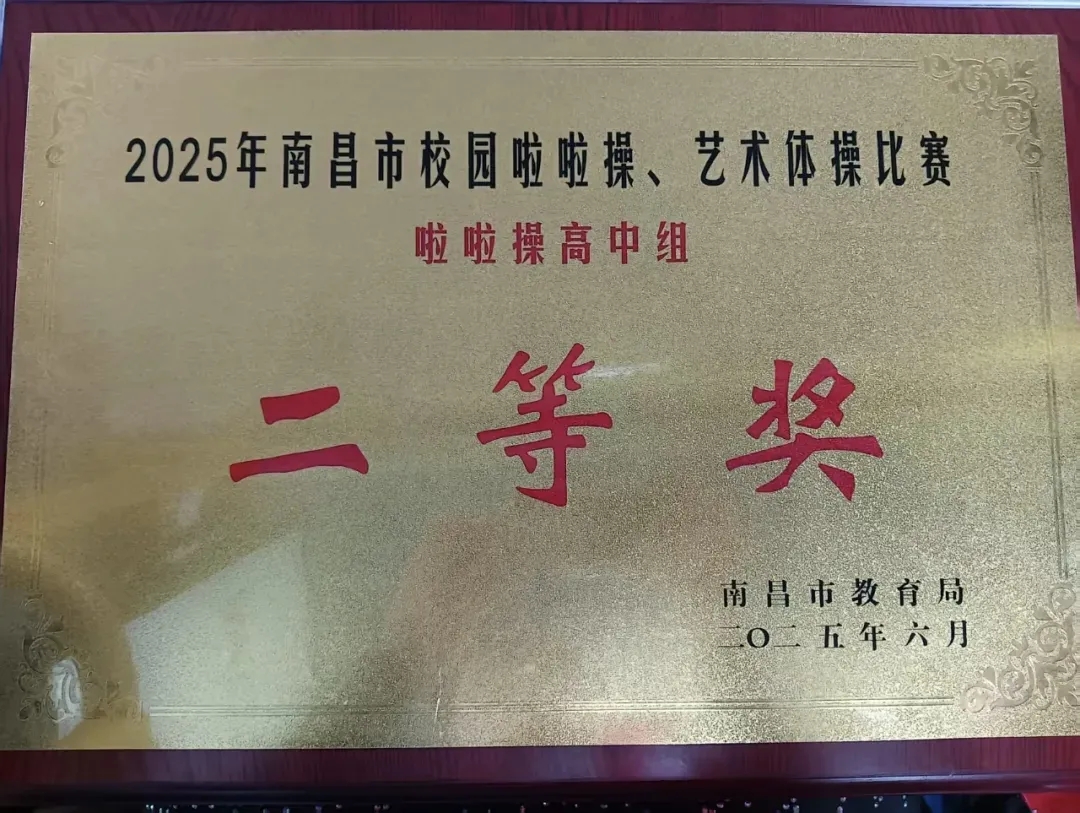 2025年南昌市校园啦啦操、艺术体操比赛
啦啦操高中组
二等奖
南昌市教育局
二〇二五年六月